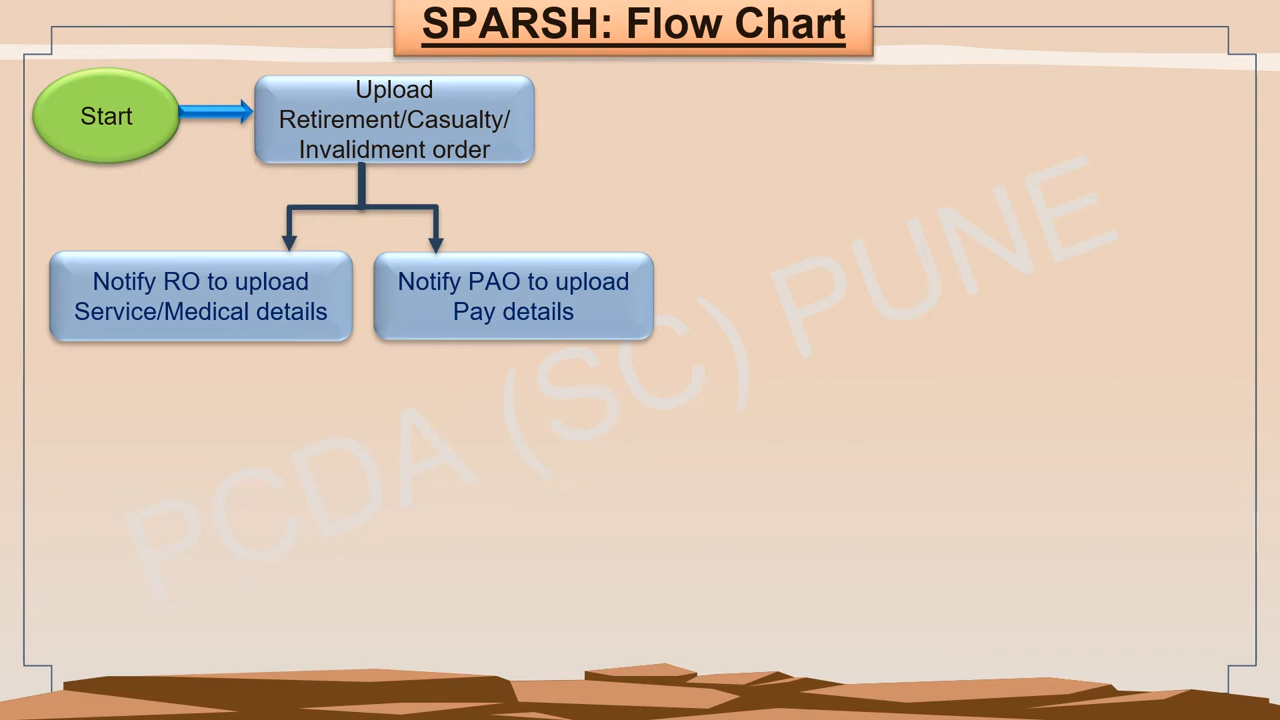 SPARSH: Flow Chart
Start
Upload
Retirement/Casualty/
Invalidment order
Notify RO to upload
Service/Medical details
Notify PAO to upload
Pay details
PCDA (SC) PUNE